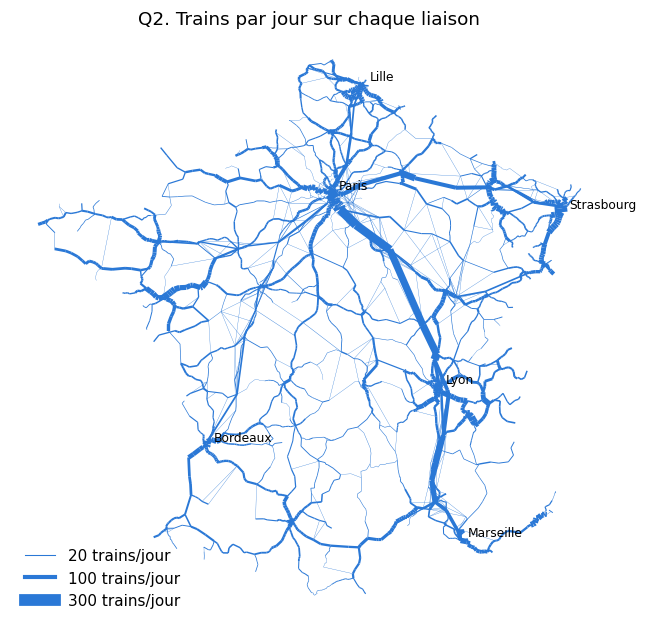 Q2. Trains par jour sur chaque liaison
Lille
Paris
Strasbourg
Lyon
Bordeaux
Marseille
20 trains/jour
100 trains/jour
300 trains/jour